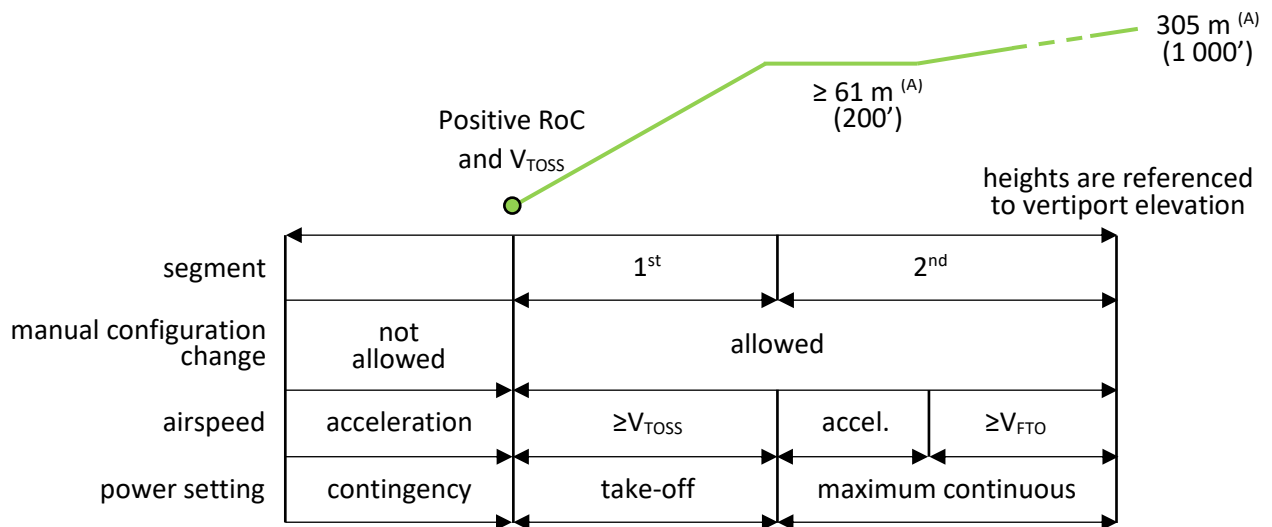 305 m (A)
(1 000’)
≥ 61 m (A)
(200’)
Positive RoC
and VTOSS
heights are referenced
to vertiport elevation
segment 1st 2nd
manual configuration
change
not
allowed
allowed
airspeed acceleration ≥VTOSS accel. ≥VFTO
power setting contingency take-off maximum continuous